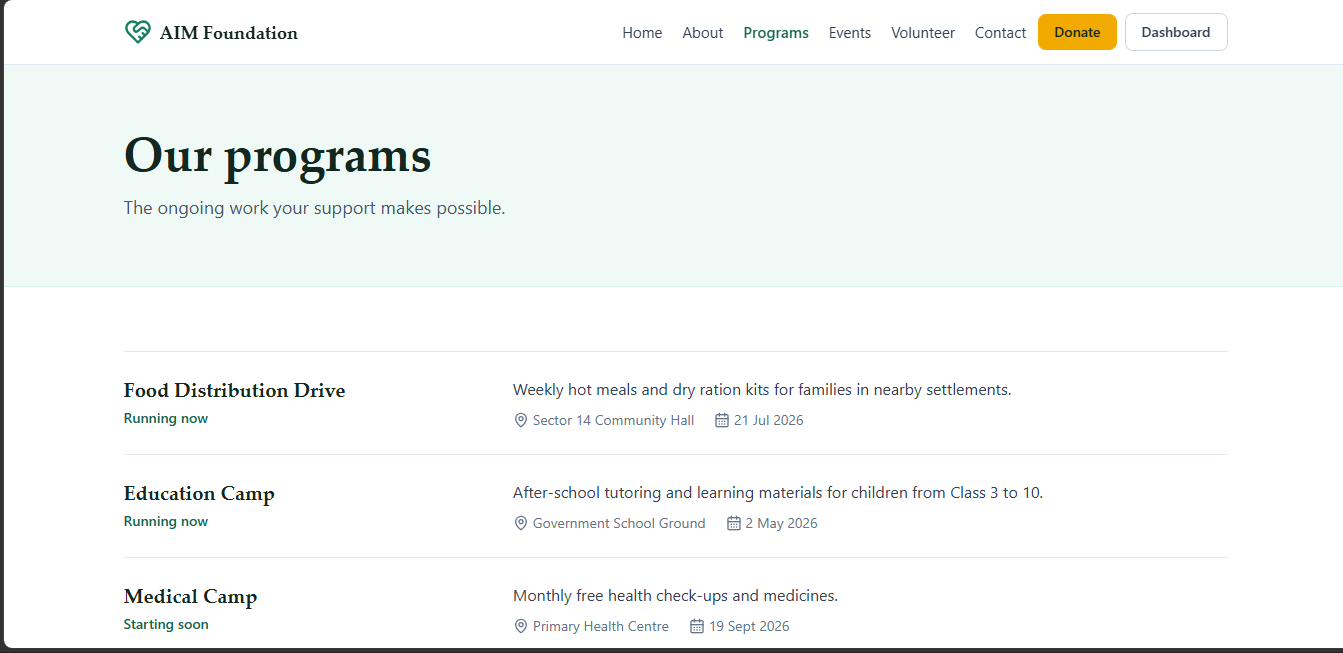 AIM Foundation
Home About Programs Events Volunteer Contact Donate Dashboard
Our programs
The ongoing work your support makes possible.
Food Distribution Drive
Running now
Weekly hot meals and dry ration kits for families in nearby settlements.
Sector 14 Community Hall 21 Jul 2026
Education Camp
Running now
After-school tutoring and learning materials for children from Class 3 to 10.
Government School Ground 2 May 2026
Medical Camp
Starting soon
Monthly free health check-ups and medicines.
Primary Health Centre 19 Sept 2026